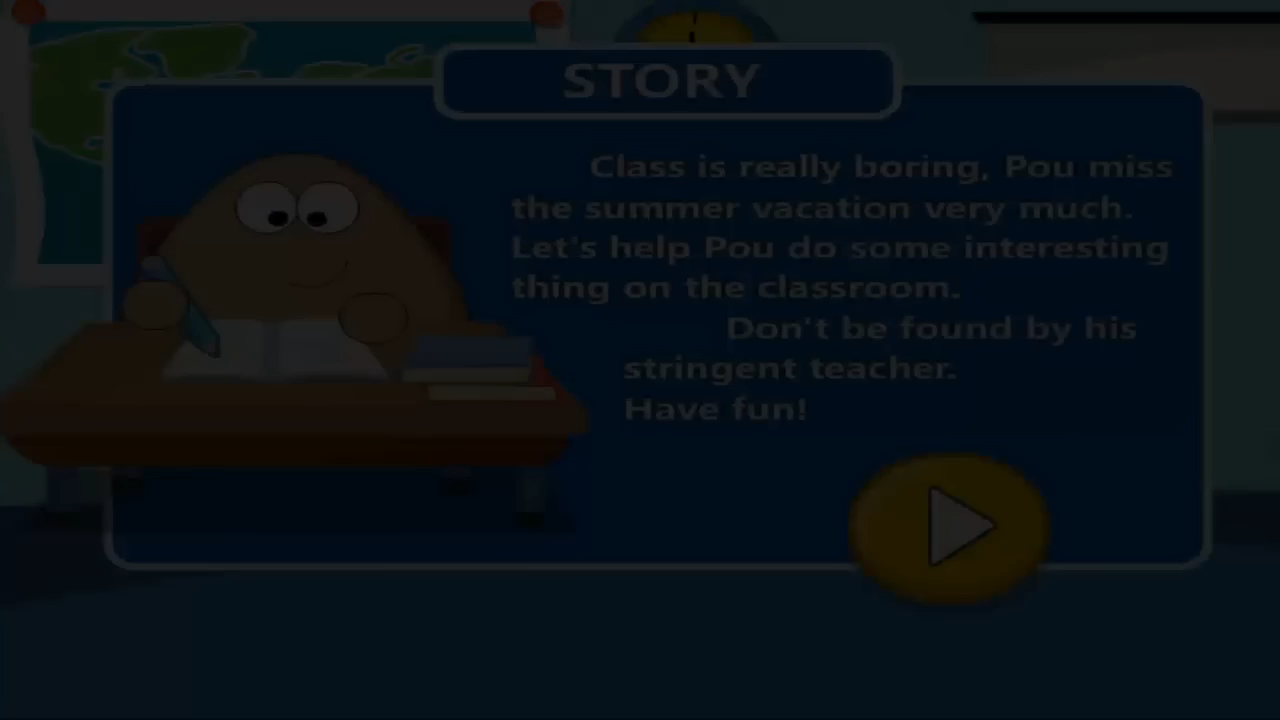 STORY
Class is really boring, Pou miss
the summer vacation very much.
Let's help Pou do some interesting
thing on the classroom.
Don't be found by his
stringent teacher.
Have fun!